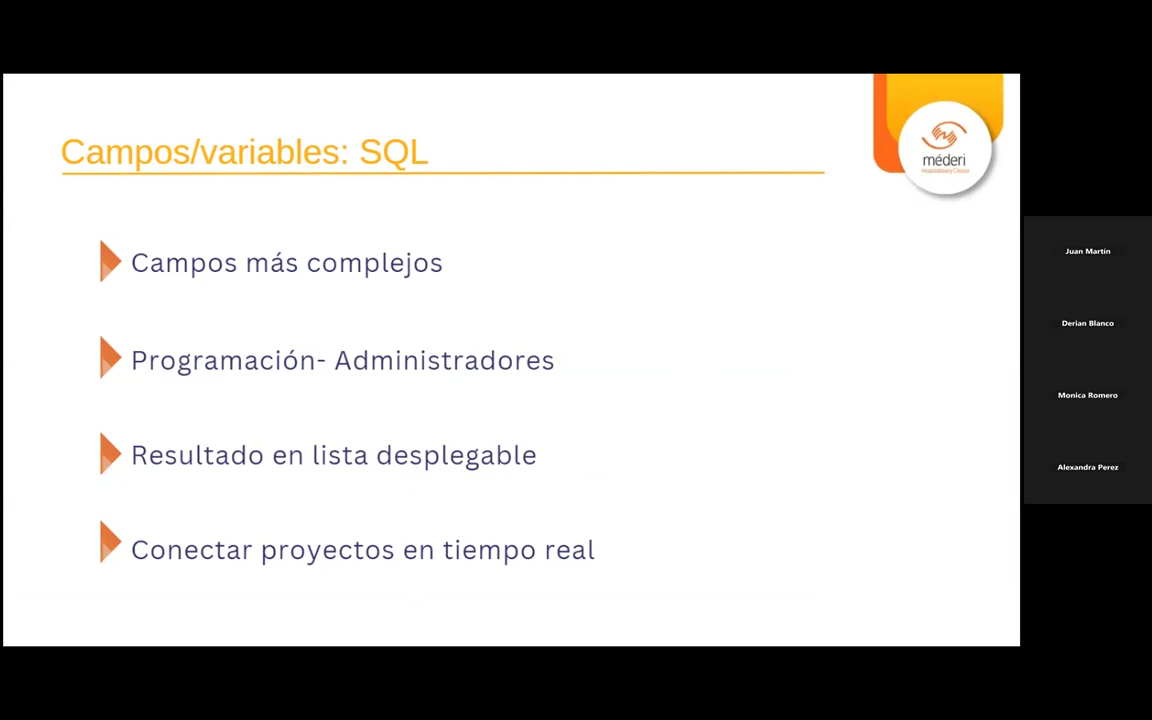 Campos/variables: SQL
méderi
Hospitalidad y Ciencia
Campos más complejos
Programación- Administradores
Resultado en lista desplegable
Conectar proyectos en tiempo real
Juan Martín
Derian Blanco
Monica Romero
Alexandra Perez